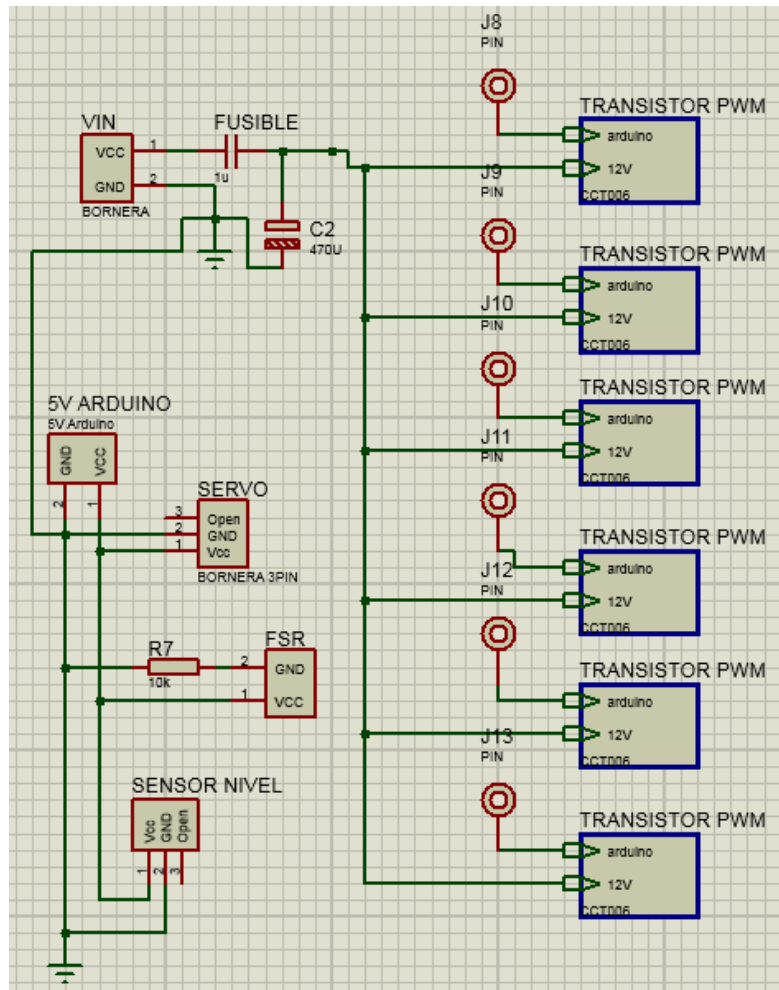 J8
PIN
TRANSISTOR PWM
arduino
12V
CCT006
VIN
VCC
1
GND
2
BORNERA
FUSIBLE
1u
C2
470U
J9
PIN
TRANSISTOR PWM
arduino
12V
CCT006
J10
PIN
TRANSISTOR PWM
arduino
12V
CCT006
5V ARDUINO
5V Arduino
GND
VCC
2
1
J11
PIN
SERVO
3
Open
2
GND
1
Vcc
BORNERA 3PIN
TRANSISTOR PWM
arduino
12V
CCT006
J12
PIN
R7
10k
FSR
2
GND
1
VCC
TRANSISTOR PWM
arduino
12V
CCT006
J13
PIN
SENSOR NIVEL
Vcc
GND
Open
1
2
3
TRANSISTOR PWM
arduino
12V
CCT006